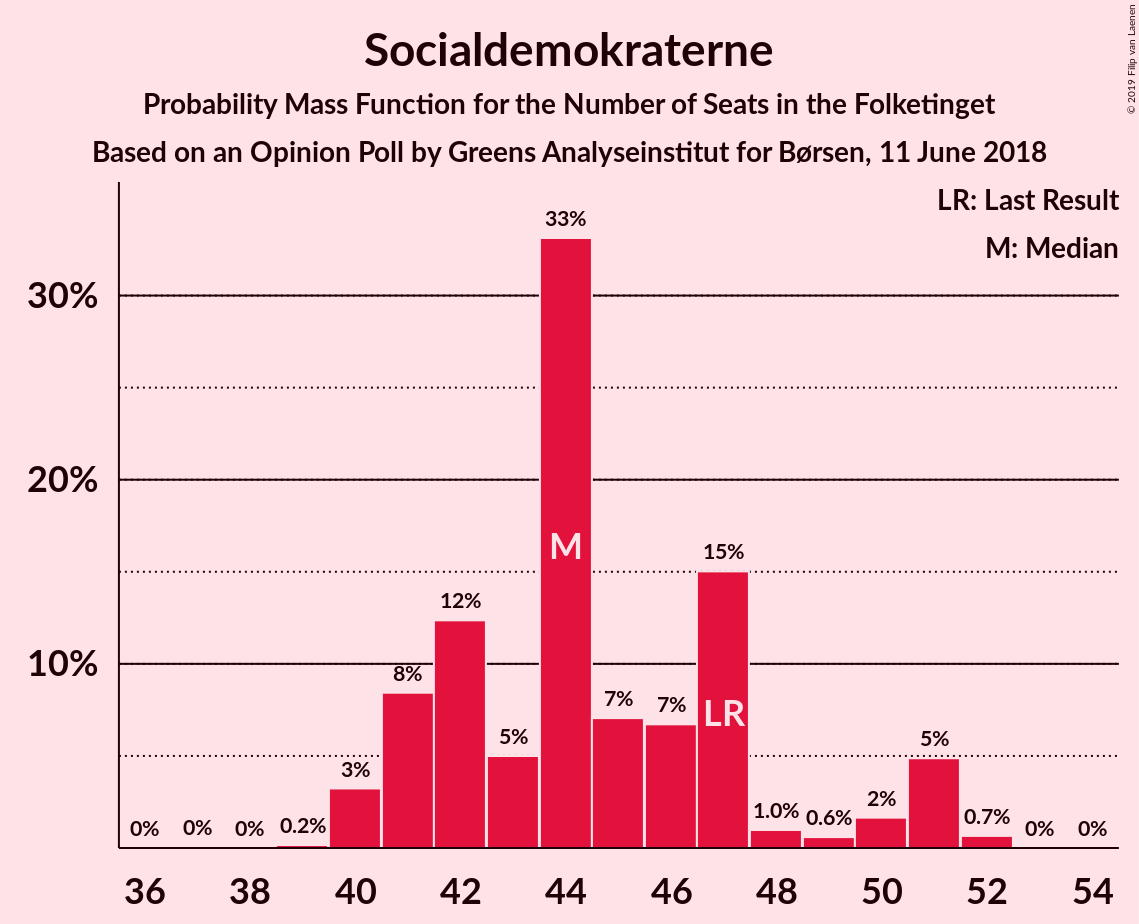 Socialdemokraterne
Probability Mass Function for the Number of Seats in the Folketinget
Based on an Opinion Poll by Greens Analyseinstitut for Børsen, 11 June 2018
© 2019 Filip van Laenen
LR: Last Result
M: Median
30%
20%
10%
0%
0%
0%
0.2%
3%
8%
12%
5%
33%
M
7%
7%
15%
LR
1.0%
0.6%
2%
5%
0.7%
0%
0%
36 38 40 42 44 46 48 50 52 54